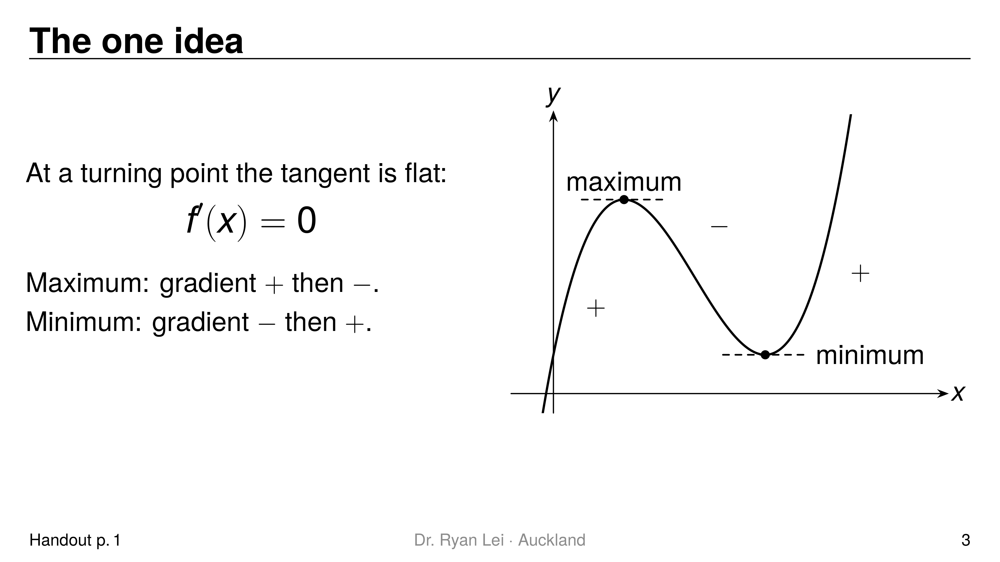 The one idea
At a turning point the tangent is flat:
f′(x) = 0
Maximum: gradient + then −.
Minimum: gradient − then +.
y
maximum
−
+
+
minimum
x
Handout p. 1
Dr. Ryan Lei · Auckland
3